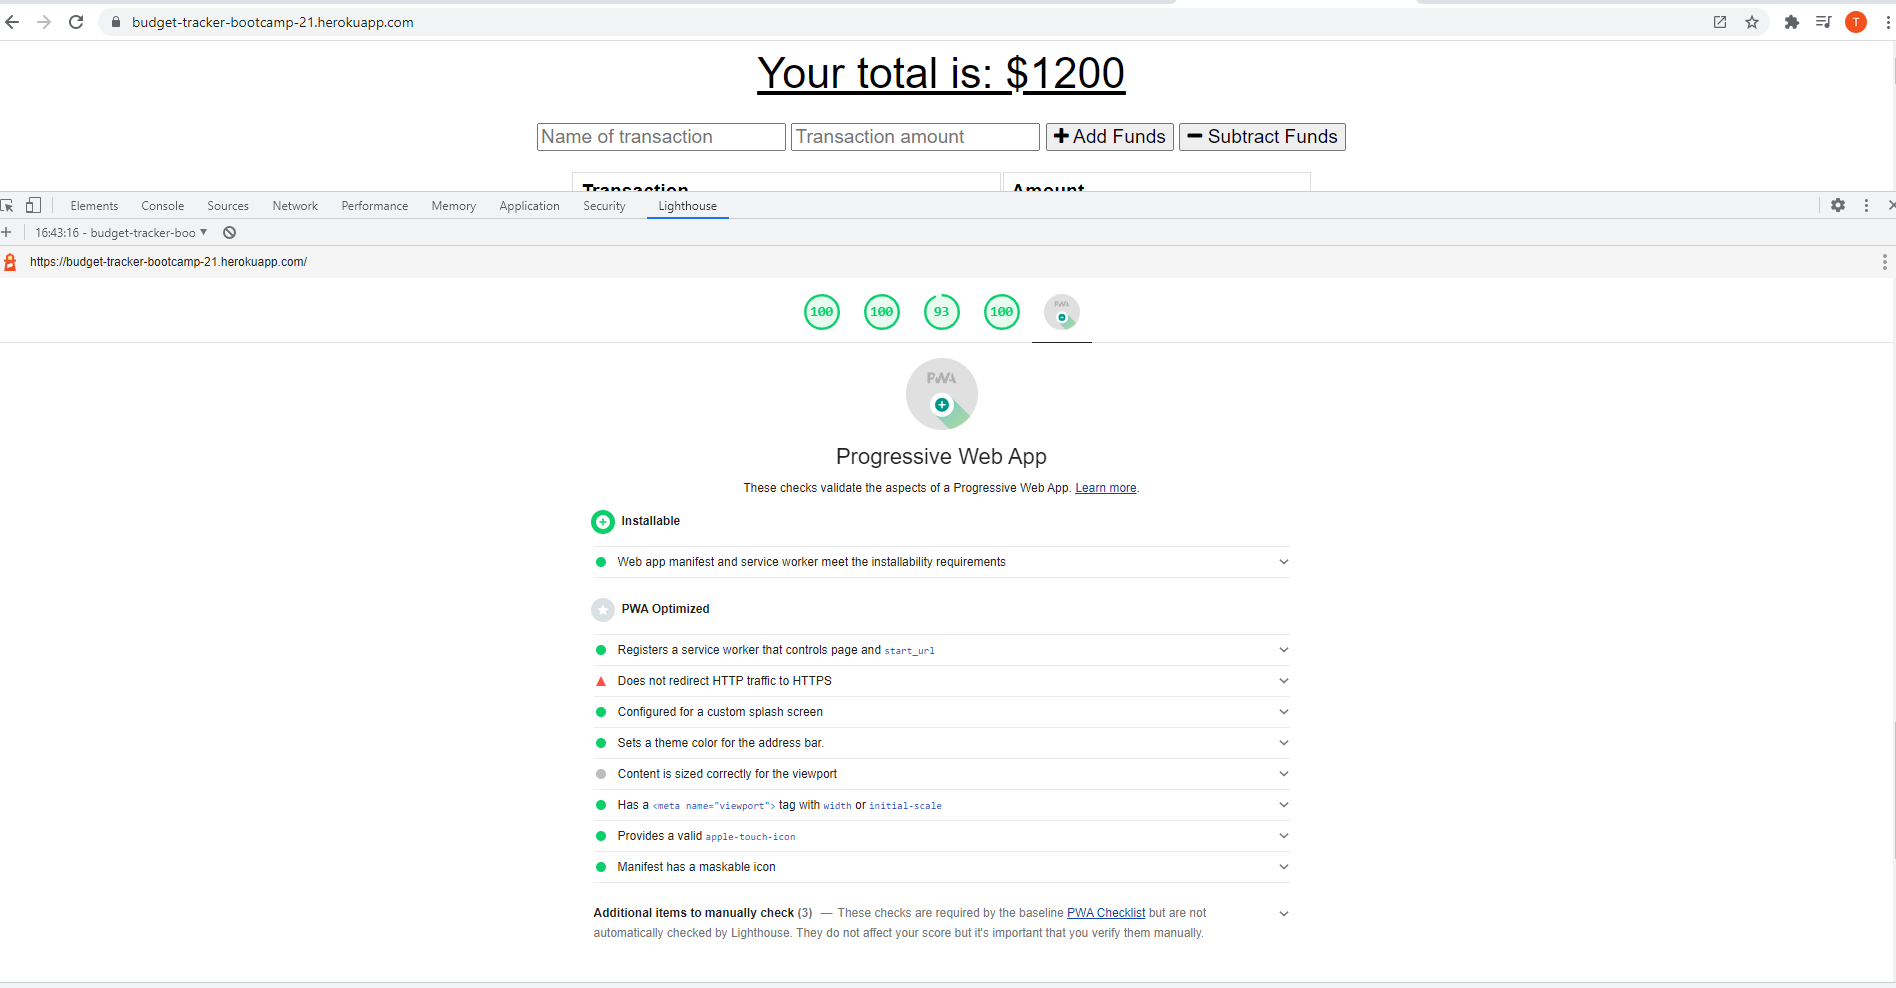 budget-tracker-bootcamp-21.herokuapp.com
T
Your total is: $1200
Name of transaction Transaction amount Add Funds Subtract Funds
Transaction Amount
Elements Console Sources Network Performance Memory Application Security Lighthouse
16:43:16 - budget-tracker-boo
https://budget-tracker-bootcamp-21.herokuapp.com/
100 100 93 100 PWA
PWA
Progressive Web App
These checks validate the aspects of a Progressive Web App. Learn more.
Installable
Web app manifest and service worker meet the installability requirements
PWA Optimized
Registers a service worker that controls page and start_url
Does not redirect HTTP traffic to HTTPS
Configured for a custom splash screen
Sets a theme color for the address bar.
Content is sized correctly for the viewport
Has a <meta name="viewport"> tag with width or initial-scale
Provides a valid apple-touch-icon
Manifest has a maskable icon
Additional items to manually check (3) — These checks are required by the baseline PWA Checklist but are not
automatically checked by Lighthouse. They do not affect your score but it's important that you verify them manually.